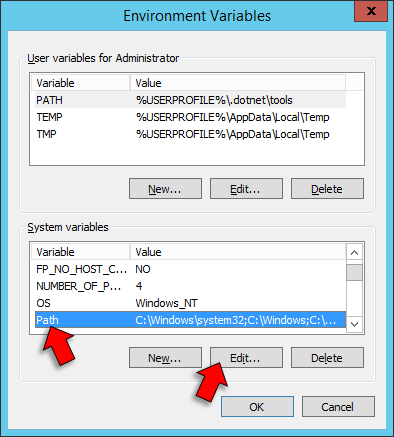 Environment Variables
x
User variables for Administrator
Variable Value
PATH %USERPROFILE%\.dotnet\tools
TEMP %USERPROFILE%\AppData\Local\Temp
TMP %USERPROFILE%\AppData\Local\Temp
New... Edit... Delete
System variables
Variable Value
FP_NO_HOST_C... NO
NUMBER_OF_P... 4
OS Windows_NT
Path C:\Windows\system32;C:\Windows;C:\...
New... Edit... Delete
OK Cancel